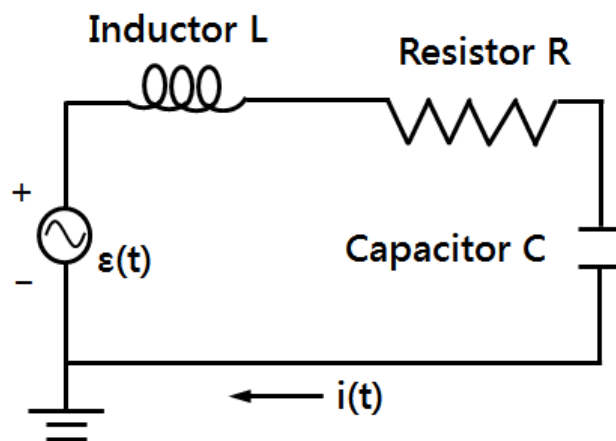 Inductor L
Resistor R
+
ε(t)
−
Capacitor C
i(t)